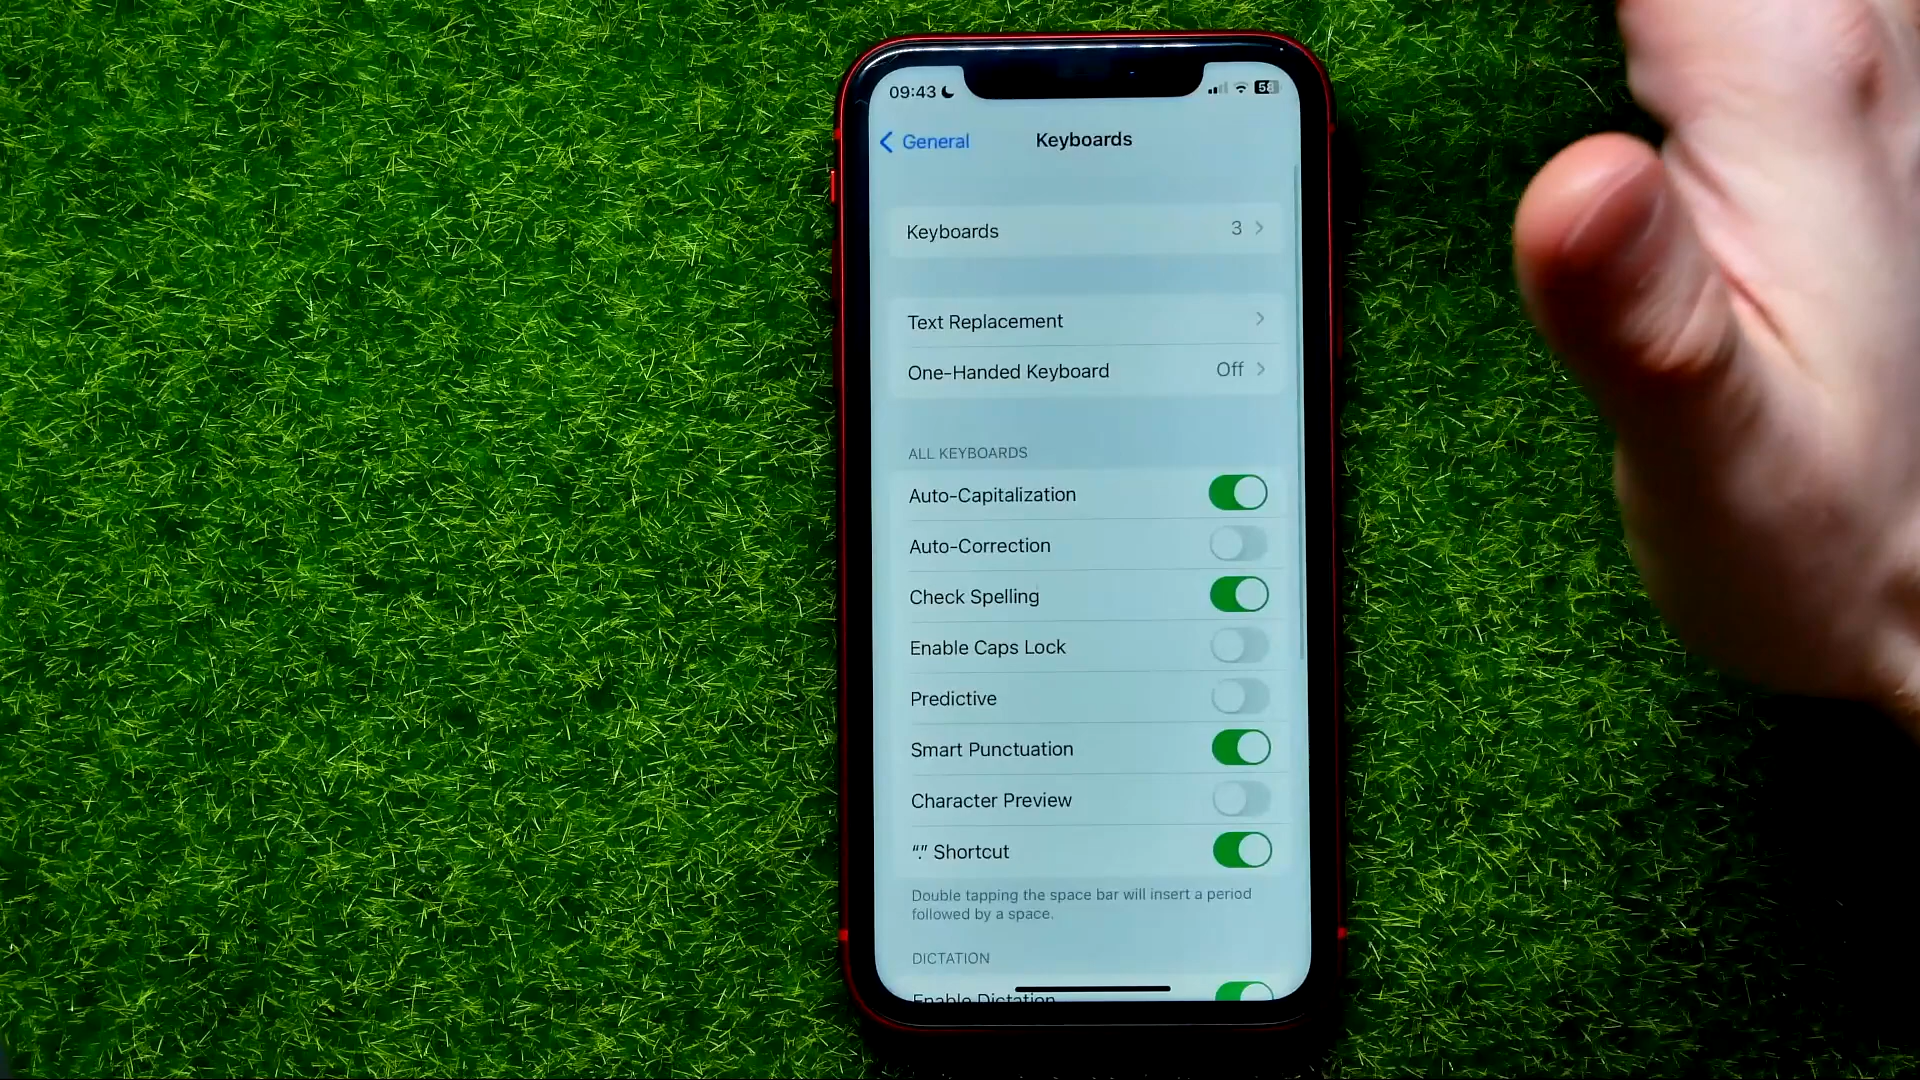 09:43
General
Keyboards
Keyboards 3
Text Replacement
One-Handed Keyboard Off
ALL KEYBOARDS
Auto-Capitalization
Auto-Correction
Check Spelling
Enable Caps Lock
Predictive
Smart Punctuation
Character Preview
“.” Shortcut
Double tapping the space bar will insert a period
followed by a space.
DICTATION
Enable Dictation